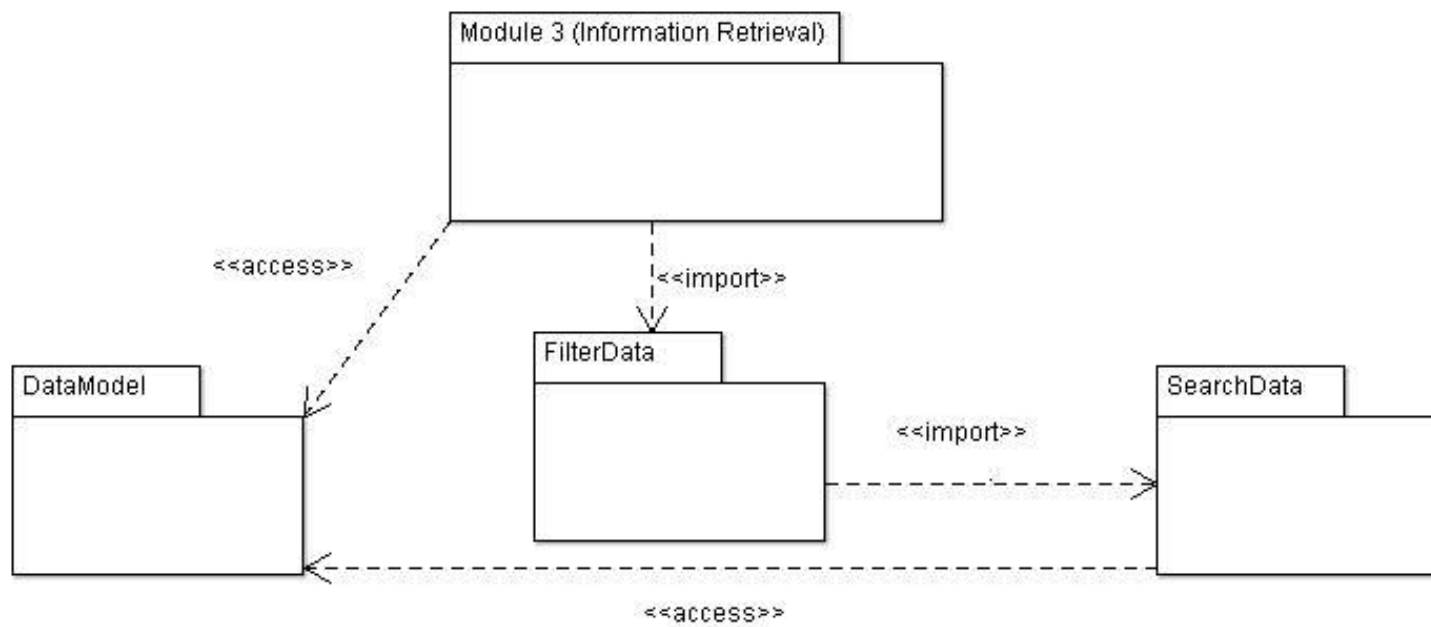 Module 3 (Information Retrieval)
<<access>>
<<import>>
FilterData
DataModel
SearchData
<<import>>
<<access>>